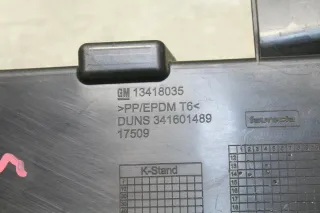 GM 13418035
>PP/EPDM T6<
DUNS 341601489
17509
faurecia
K-Stand